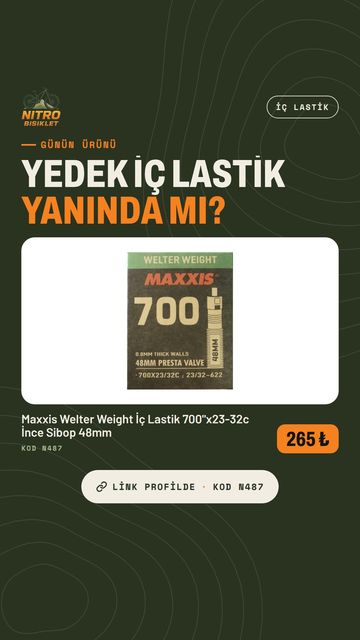 NITRO
BISIKLET
İÇ LASTİK
GÜNÜN ÜRÜNÜ
YEDEK İÇ LASTİK
YANINDA MI?
WELTER WEIGHT
MAXXIS
700
48MM
0.8MM THICK WALLS
48MM PRESTA VALVE
700X23/32C , 23/32-622
Maxxis Welter Weight İç Lastik 700"x23-32c
İnce Sibop 48mm
KOD N487
265 ₺
LİNK PROFİLDE · KOD N487